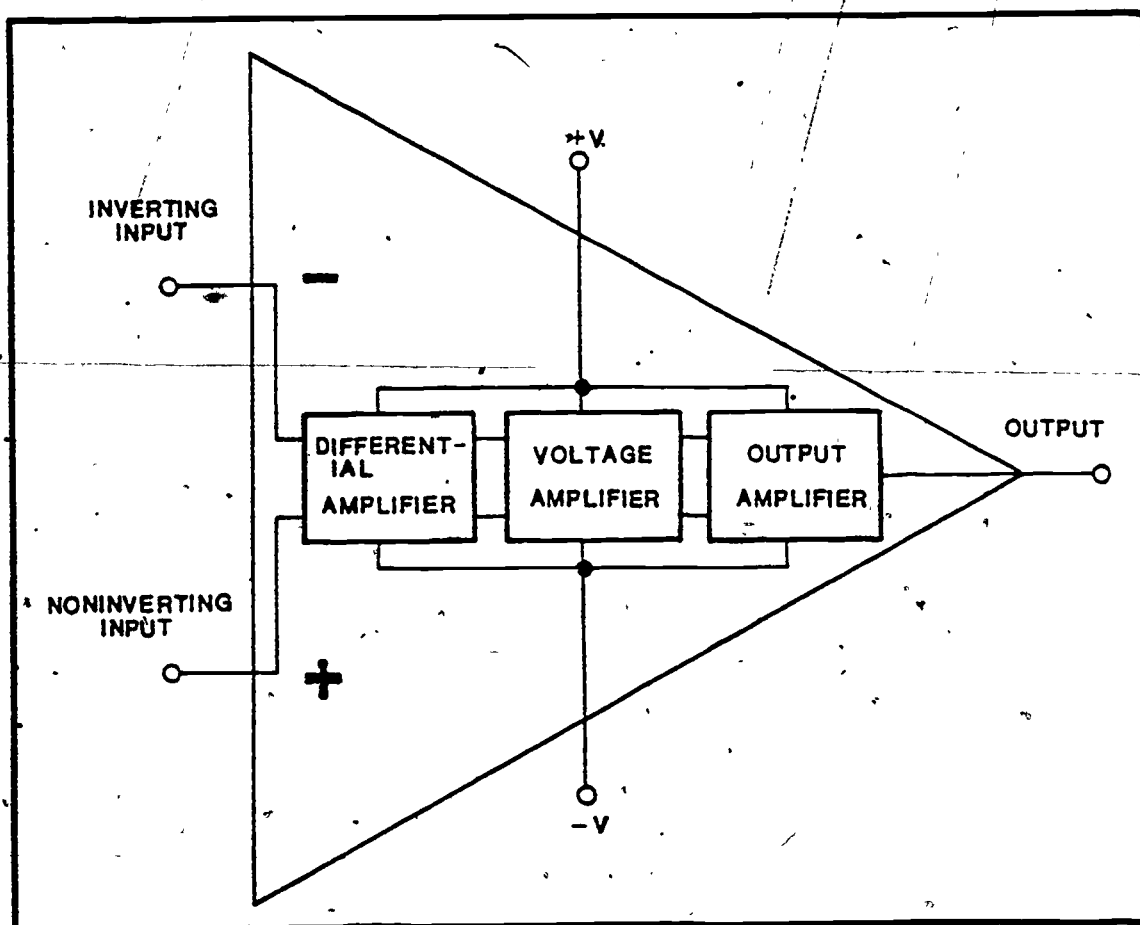 +V
INVERTING
INPUT
-
DIFFERENT-
IAL
AMPLIFIER
VOLTAGE
AMPLIFIER
OUTPUT
AMPLIFIER
OUTPUT
NONINVERTING
INPUT
+
-V